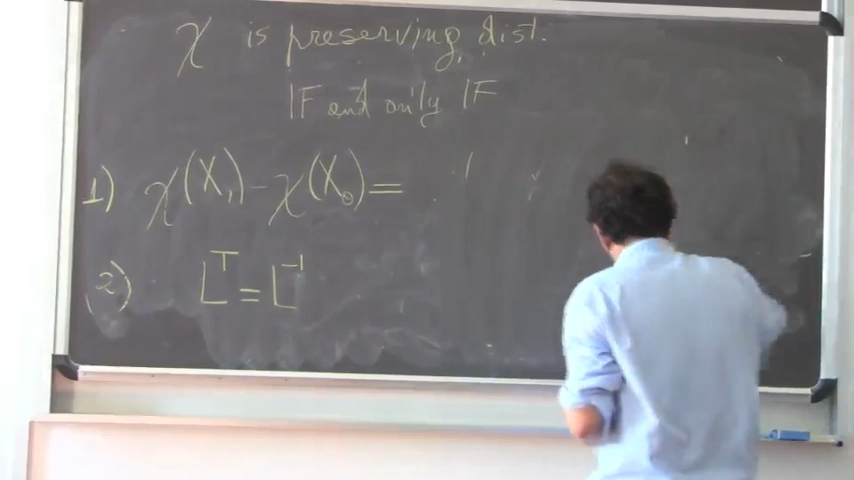 χ is preserving dist.
IF and only IF
1) χ(X₁) - χ(X₀) =
2) Lᵀ = L⁻¹